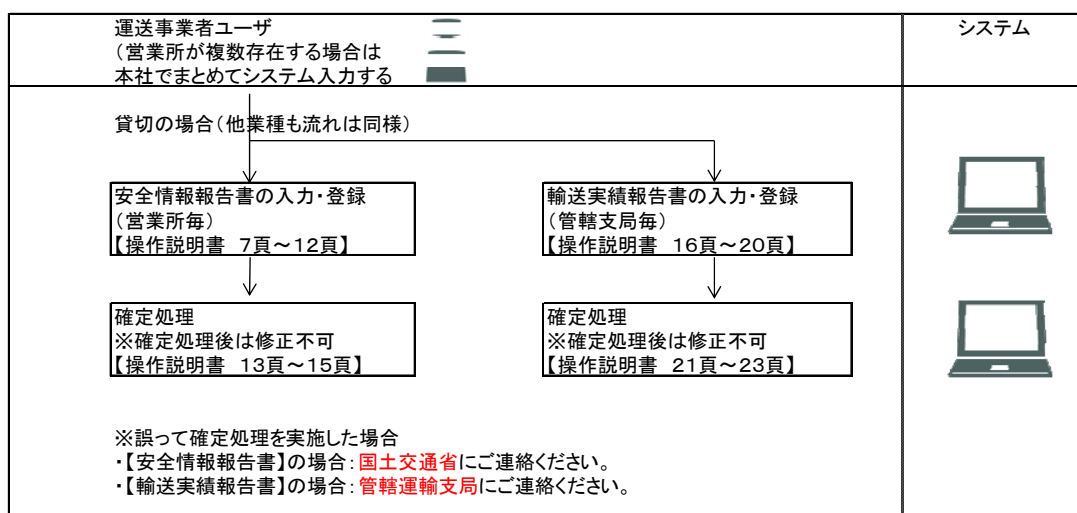 運送事業者ユーザ
(営業所が複数存在する場合は
本社でまとめてシステム入力する
システム
貸切の場合(他業種も流れは同様)
安全情報報告書の入力・登録
(営業所毎)
【操作説明書 7頁~12頁】
輸送実績報告書の入力・登録
(管轄支局毎)
【操作説明書 16頁~20頁】
確定処理
※確定処理後は修正不可
【操作説明書 13頁~15頁】
確定処理
※確定処理後は修正不可
【操作説明書 21頁~23頁】
※誤って確定処理を実施した場合
・【安全情報報告書】の場合:国土交通省にご連絡ください。
・【輸送実績報告書】の場合:管轄運輸支局にご連絡ください。